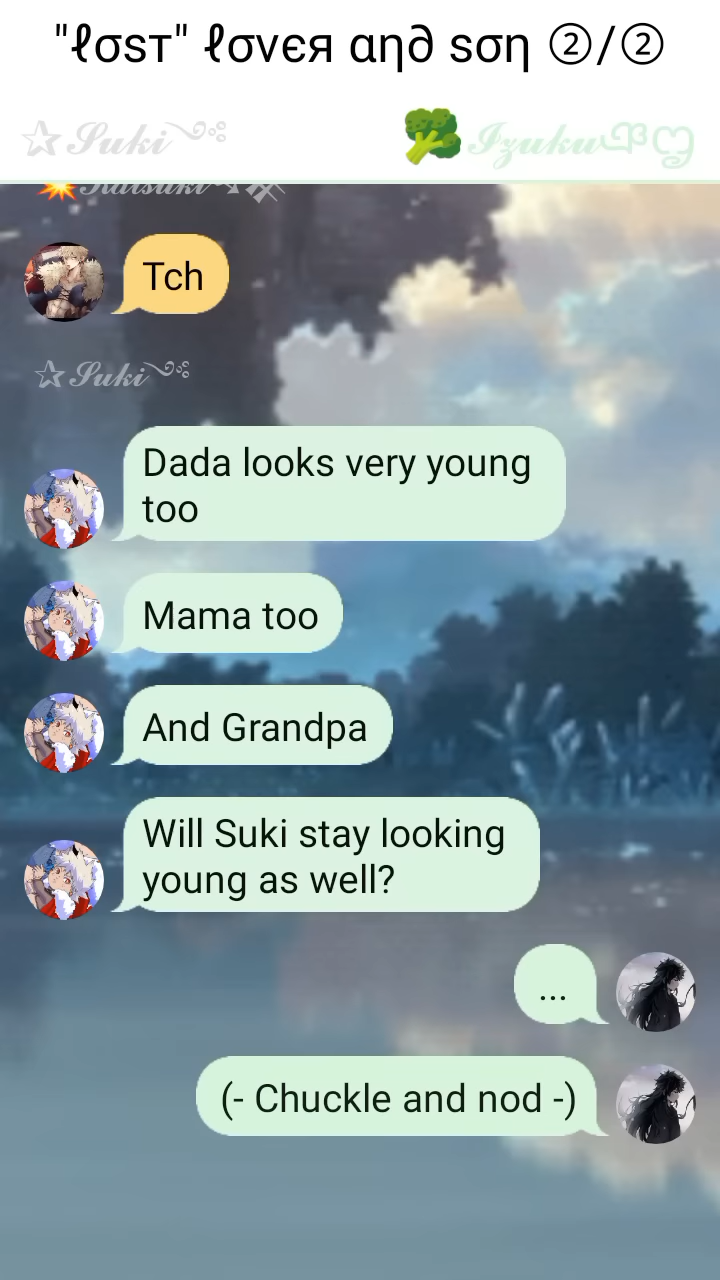 "ℓσѕт" ℓσνєя αη∂ ѕση ②/②
☆𝓢𝓾𝓴𝓲 🥦𝓘𝔃𝓾𝓴𝓾
💥𝓚𝓪𝓽𝓼𝓾𝓴𝓲
Tch
☆𝓢𝓾𝓴𝓲
Dada looks very young
too
Mama too
And Grandpa
Will Suki stay looking
young as well?
...
(- Chuckle and nod -)